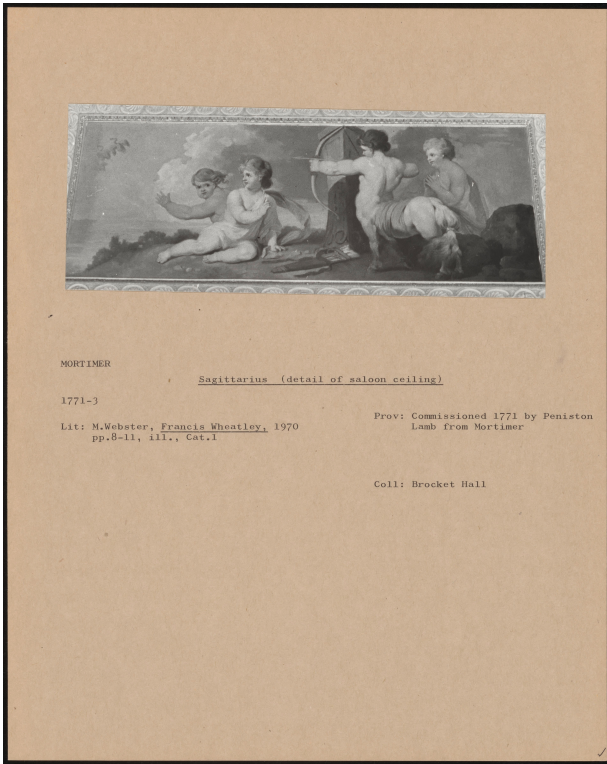 MORTIMER
Sagittarius (detail of saloon ceiling)
1771-3
Lit: M.Webster, Francis Wheatley, 1970
pp.8-11, ill., Cat.1
Prov: Commissioned 1771 by Peniston
Lamb from Mortimer
Coll: Brocket Hall